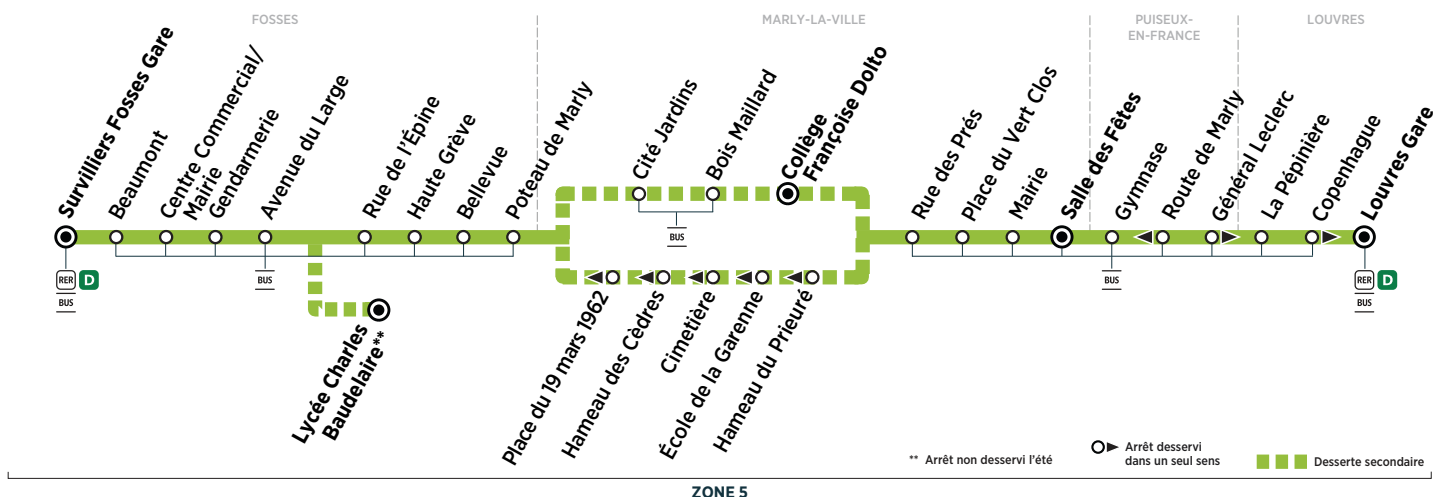 FOSSES
MARLY-LA-VILLE
PUISEUX-
EN-FRANCE
LOUVRES
Survilliers Fosses Gare
Beaumont
Centre Commercial/
Mairie
Gendarmerie
Avenue du Large
Rue de l'Épine
Haute Grève
Bellevue
Poteau de Marly
Cité Jardins
Bois Maillard
Collège
Françoise Dolto
Rue des Prés
Place du Vert Clos
Mairie
Salle des Fêtes
Gymnase
Route de Marly
Général Leclerc
La Pépinière
Copenhague
Louvres Gare
RER D
BUS
BUS
BUS
BUS
RER D
BUS
Lycée Charles
Baudelaire**
Place du 19 mars 1962
Hameau des Cèdres
Cimetière
École de la Garenne
Hameau du Prieuré
** Arrêt non desservi l'été
Arrêt desservi
dans un seul sens
Desserte secondaire
ZONE 5